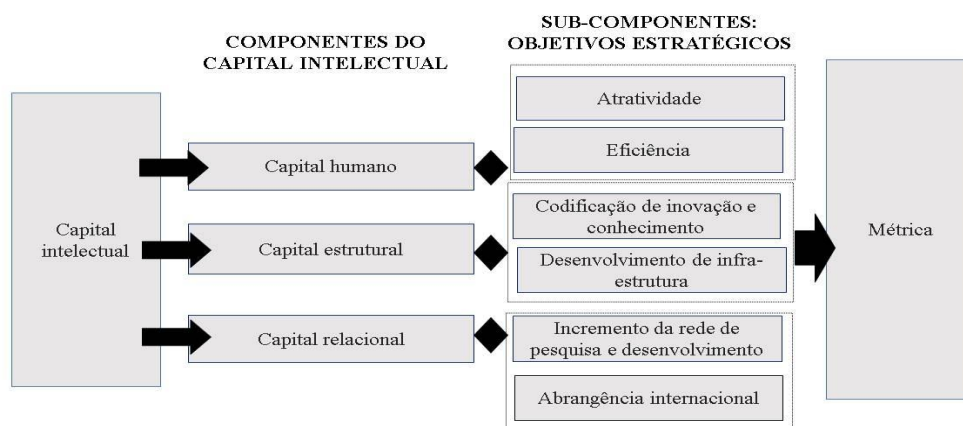 COMPONENTES DO
CAPITAL INTELECTUAL
SUB-COMPONENTES:
OBJETIVOS ESTRATÉGICOS
Capital
intelectual
Capital humano
Capital estrutural
Capital relacional
Atratividade
Eficiência
Codificação de inovação e
conhecimento
Desenvolvimento de infra-
estrutura
Incremento da rede de
pesquisa e desenvolvimento
Abrangência internacional
Métrica